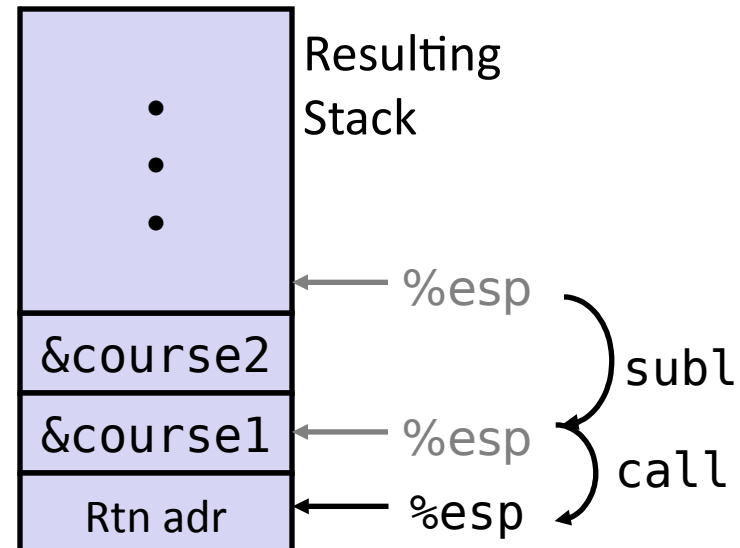 Resulting
Stack
%esp
&course2
subl
&course1
%esp
call
Rtn adr
%esp